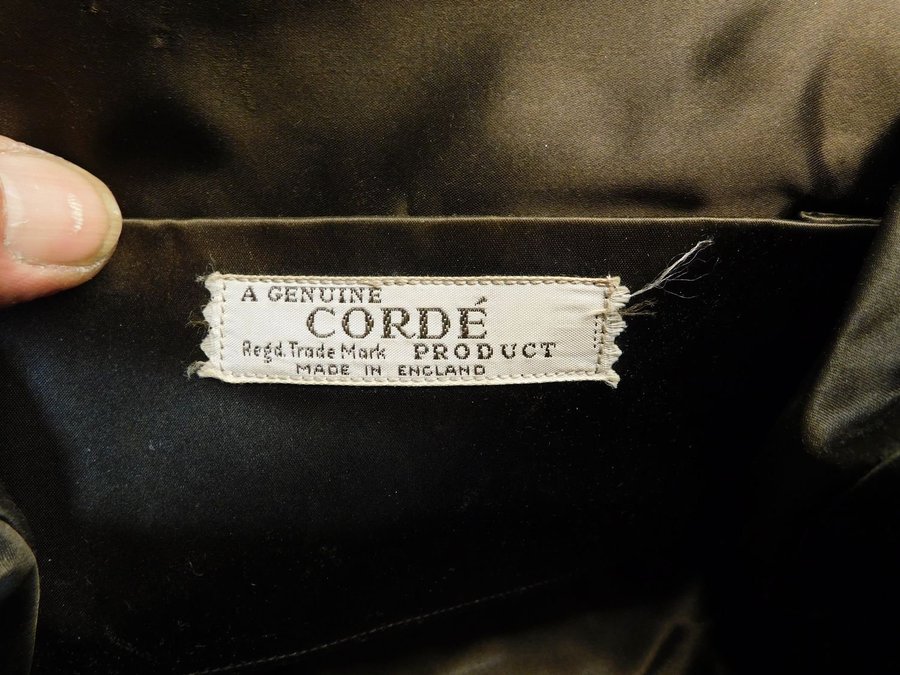 A GENUINE
CORDÉ
Regd. Trade Mark PRODUCT
MADE IN ENGLAND